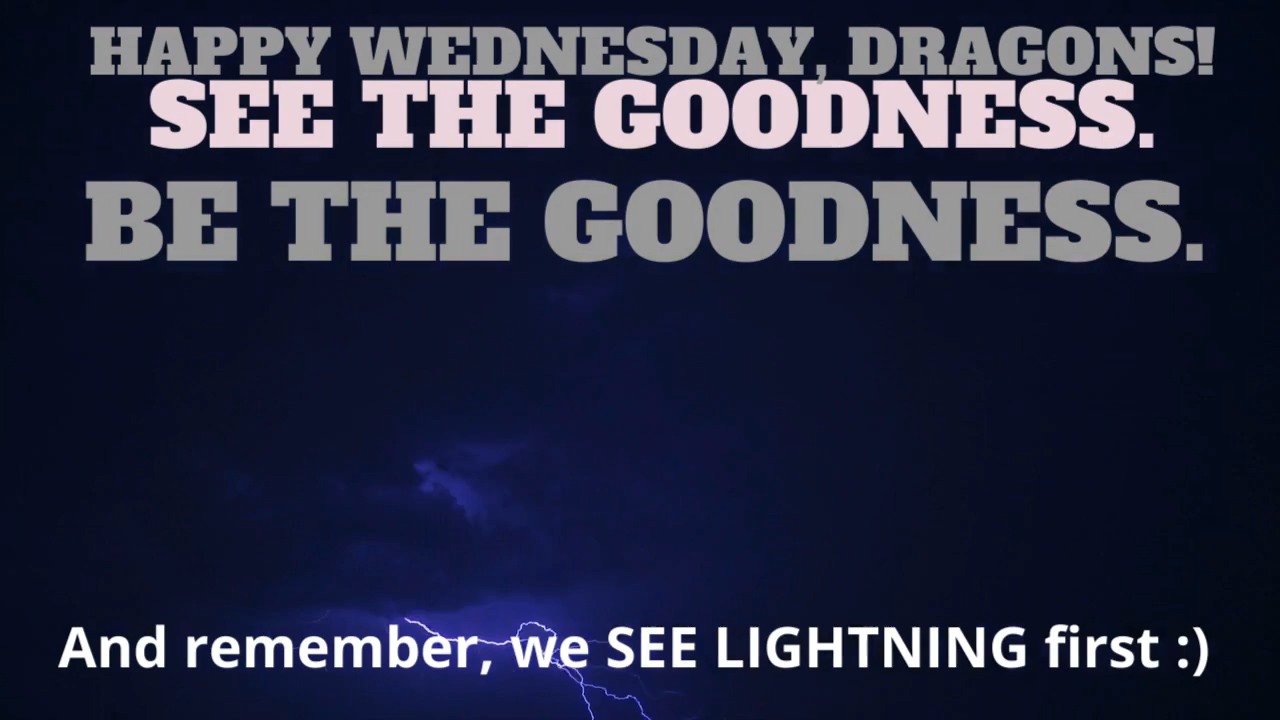 HAPPY WEDNESDAY, DRAGONS!
SEE THE GOODNESS.
BE THE GOODNESS.
And remember, we SEE LIGHTNING first :)